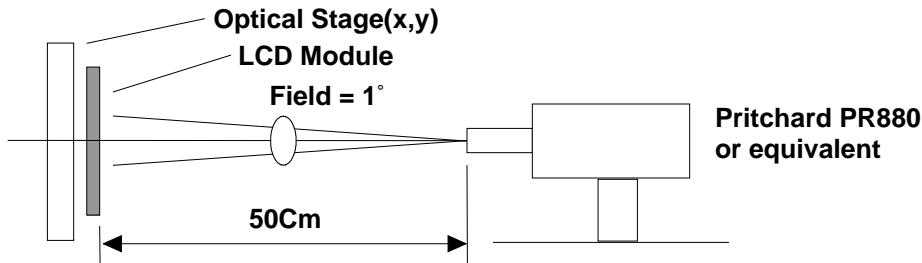 Optical Stage(x,y)
LCD Module
Field = 1°
Pritchard PR880
or equivalent
50Cm